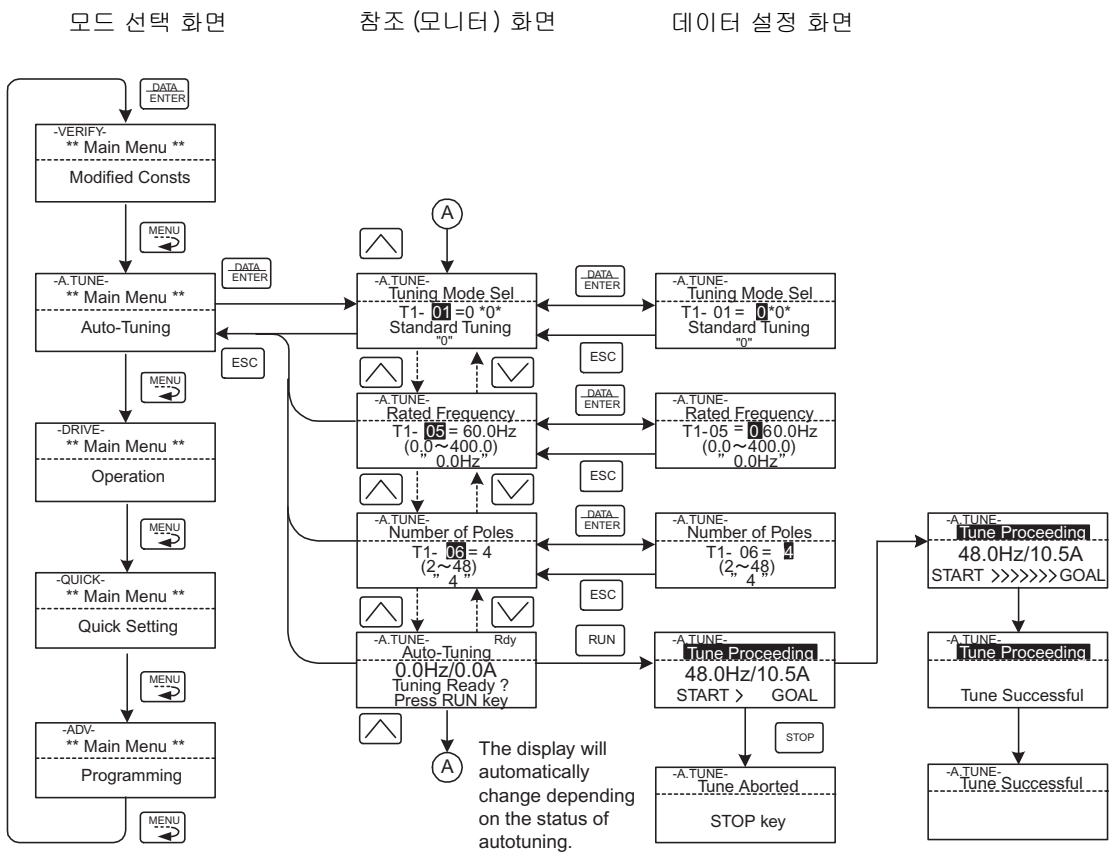 모드 선택 화면
참조 (모니터) 화면
데이터 설정 화면
DATA
ENTER
-VERIFY-
** Main Menu **
Modified Consts
MENU
-A.TUNE-
** Main Menu **
Auto-Tuning
DATA
ENTER
ESC
MENU
-DRIVE-
** Main Menu **
Operation
MENU
-QUICK-
** Main Menu **
Quick Setting
MENU
-ADV-
** Main Menu **
Programming
MENU
A
-A.TUNE-
Tuning Mode Sel
T1- 01 =0 *0*
Standard Tuning
"0"
DATA
ENTER
ESC
-A.TUNE-
Tuning Mode Sel
T1- 01 = 0 *0*
Standard Tuning
"0"
-A.TUNE-
Rated Frequency
T1- 05 = 60.0Hz
(0.0～400.0)
” 0.0Hz”
DATA
ENTER
ESC
-A.TUNE-
Rated Frequency
T1-05 = 060.0Hz
(0.0～400.0)
” 0.0Hz”
-A.TUNE-
Number of Poles
T1- 06 = 4
(2～48)
” 4 ”
DATA
ENTER
ESC
-A.TUNE-
Number of Poles
T1- 06 = 4
(2～48)
” 4 ”
-A.TUNE- Rdy
Auto-Tuning
0.0Hz/0.0A
Tuning Ready ?
Press RUN key
RUN
-A.TUNE-
Tune Proceeding
48.0Hz/10.5A
START > GOAL
STOP
-A.TUNE-
Tune Aborted
STOP key
-A.TUNE-
Tune Proceeding
48.0Hz/10.5A
START >>>>>>> GOAL
-A.TUNE-
Tune Proceeding
Tune Successful
-A.TUNE-
Tune Successful
A
The display will
automatically
change depending
on the status of
autotuning.